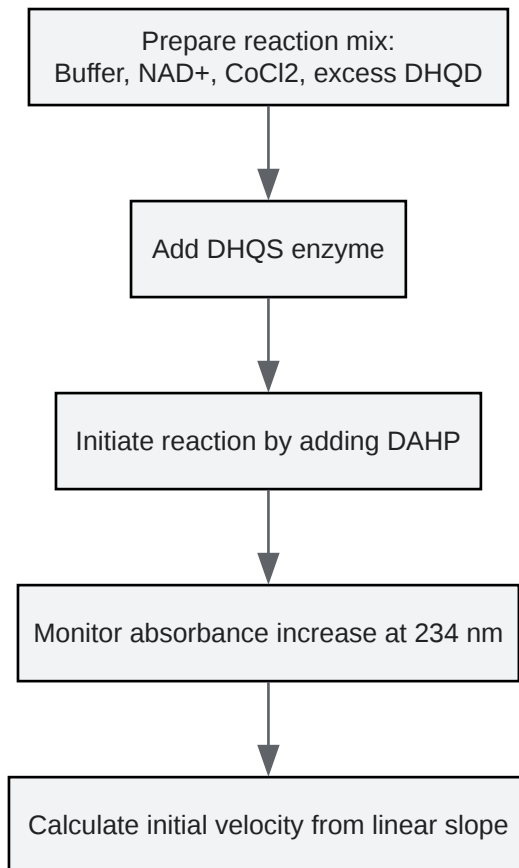 Prepare reaction mix:
Buffer, NAD+, CoCl2, excess DHQD
Add DHQS enzyme
Initiate reaction by adding DAHP
Monitor absorbance increase at 234 nm
Calculate initial velocity from linear slope